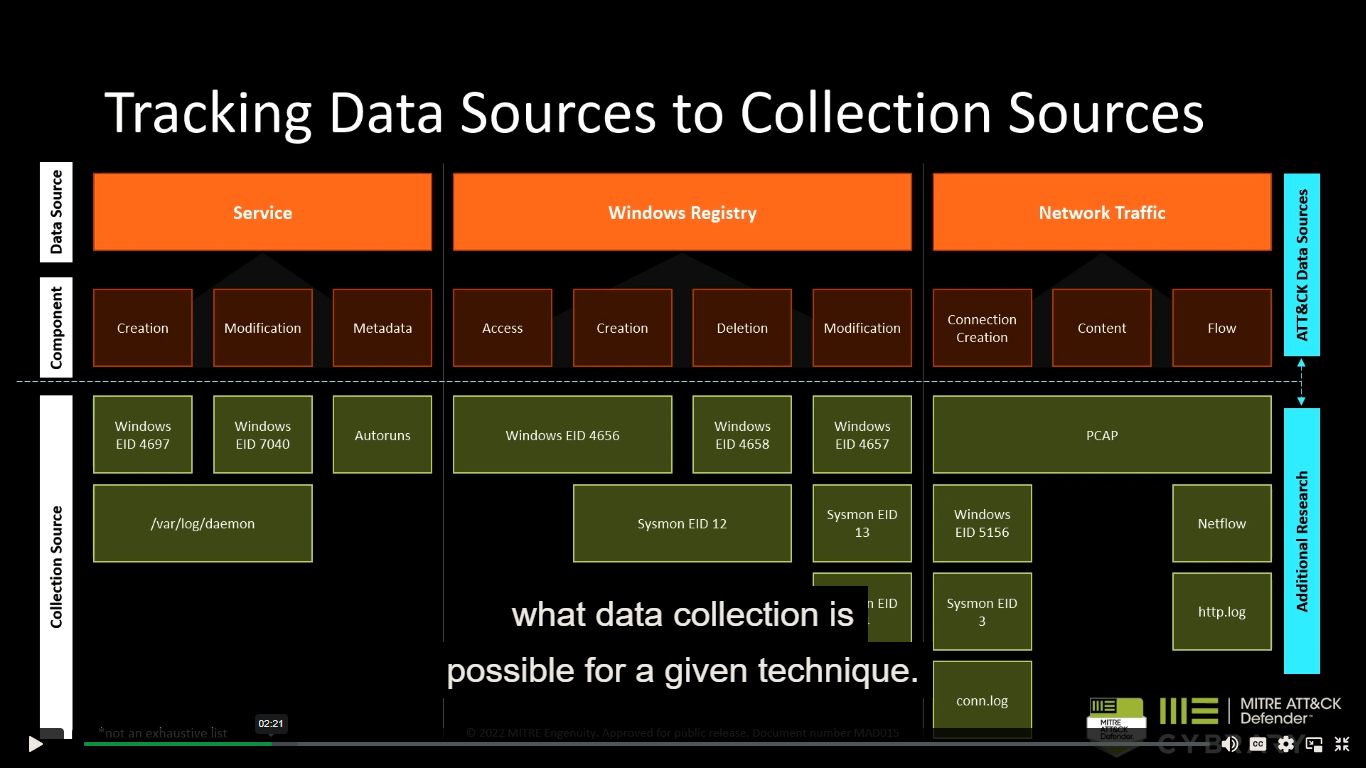 Tracking Data Sources to Collection Sources
Data Source
Service
Windows Registry
Network Traffic
ATT&CK Data Sources
Component
Creation
Modification
Metadata
Access
Creation
Deletion
Modification
Connection
Creation
Content
Flow
Collection Source
Windows
EID 4697
Windows
EID 7040
Autoruns
Windows EID 4656
Windows
EID 4658
Windows
EID 4657
PCAP
Additional Research
/var/log/daemon
Sysmon EID 12
Sysmon EID
13
Windows
EID 5156
Netflow
EID
Sysmon EID
3
http.log
conn.log
what data collection is
possible for a given technique.
*not an exhaustive list
© 2022 MITRE Engenuity. Approved for public release. Document number MAD015
MITRE
ATT&CK
Defender
MITRE ATT&CK
Defender™
CYBRARY
02:21
CC